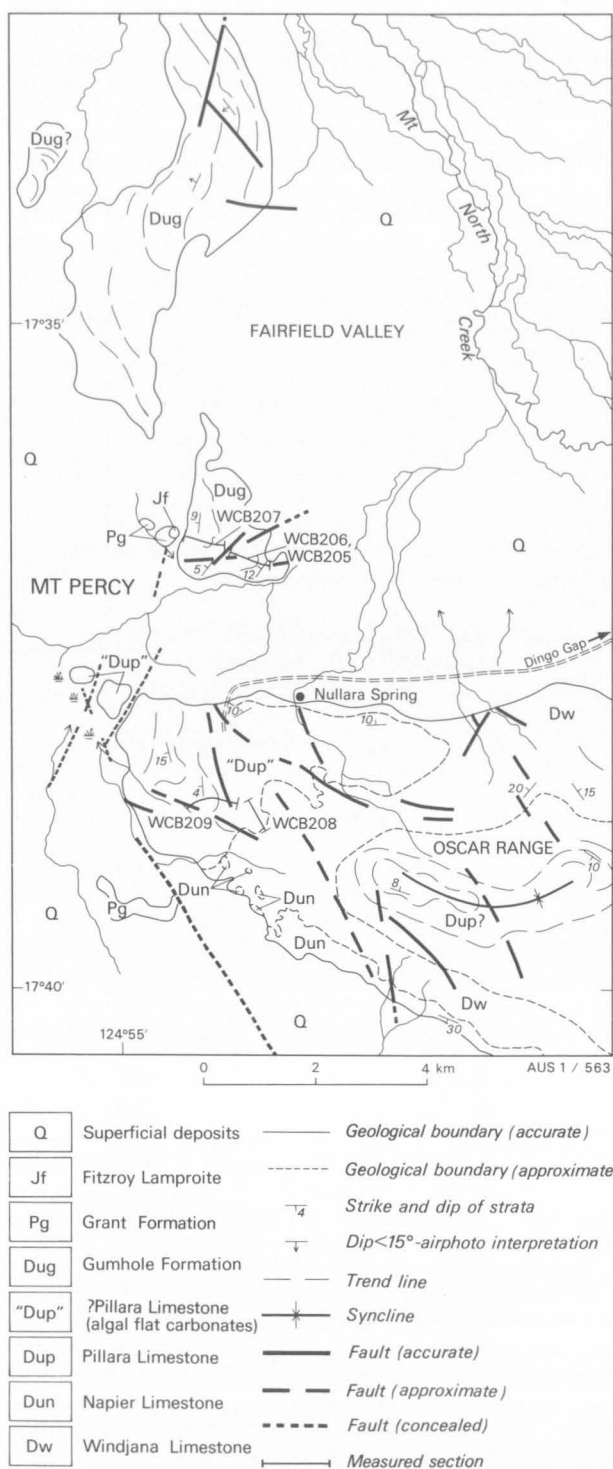 Dug?
Mt
Dug
Q
North
17°35'
FAIRFIELD VALLEY
Creek
Q
Dug
Jf
WCB207
Pg
9
WCB206,
WCB205
Q
5
12
MT PERCY
"Dup"
Dingo Gap
Nullara Spring
10
10
Dw
15
"Dup"
4
20
15
WCB209
WCB208
OSCAR RANGE
10
Dun
8
Dun
Dup?
Pg
Q
Dun
17°40'
Dw
Q
30
124°55'
0 2 4 km
AUS 1 / 563
Q Superficial deposits
Jf Fitzroy Lamproite
Pg Grant Formation
Dug Gumhole Formation
"Dup" ?Pillara Limestone
(algal flat carbonates)
Dup Pillara Limestone
Dun Napier Limestone
Dw Windjana Limestone
Geological boundary (accurate)
Geological boundary (approximate
4 Strike and dip of strata
Dip<15°-airphoto interpretation
Trend line
Syncline
Fault (accurate)
Fault (approximate)
Fault (concealed)
Measured section